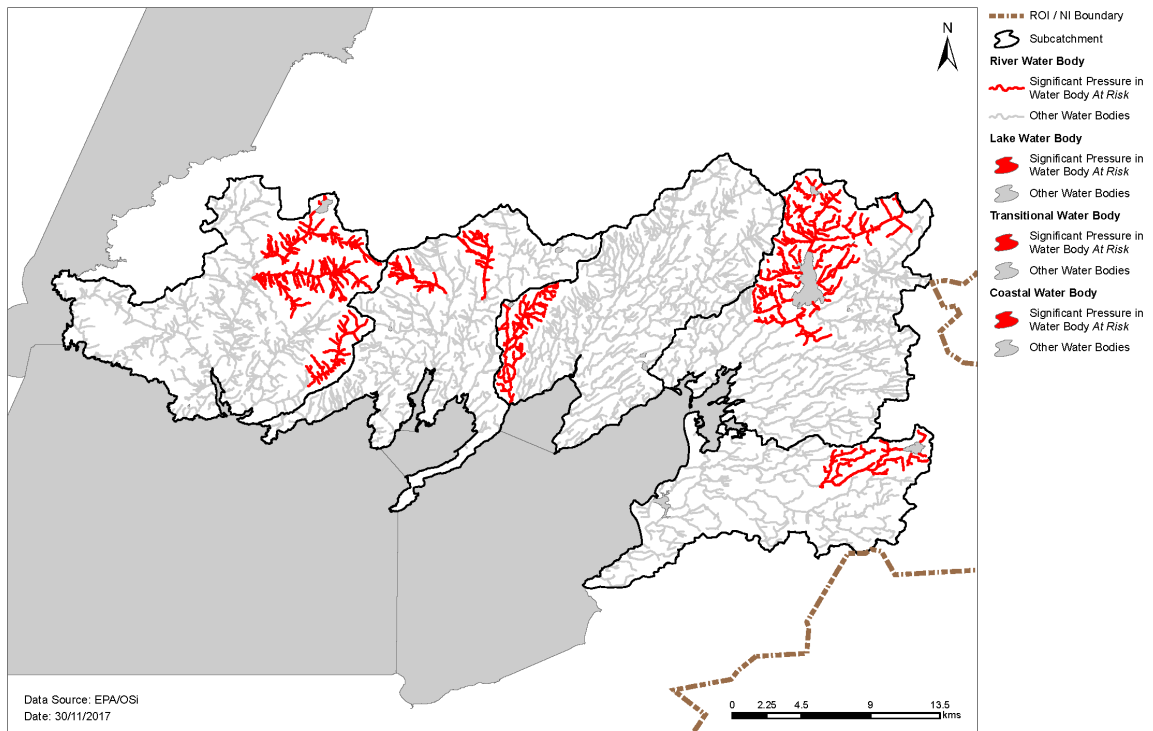 N
ROI / NI Boundary
Subcatchment
River Water Body
Significant Pressure in
Water Body At Risk
Other Water Bodies
Lake Water Body
Significant Pressure in
Water Body At Risk
Other Water Bodies
Transitional Water Body
Significant Pressure in
Water Body At Risk
Other Water Bodies
Coastal Water Body
Significant Pressure in
Water Body At Risk
Other Water Bodies
Data Source: EPA/OSi
Date: 30/11/2017
0 2.25 4.5 9 13.5
kms